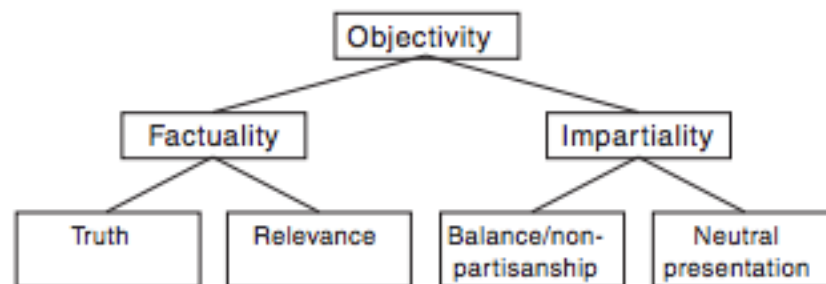 Objectivity
Factuality
Impartiality
Truth
Relevance
Balance/non-
partisanship
Neutral
presentation